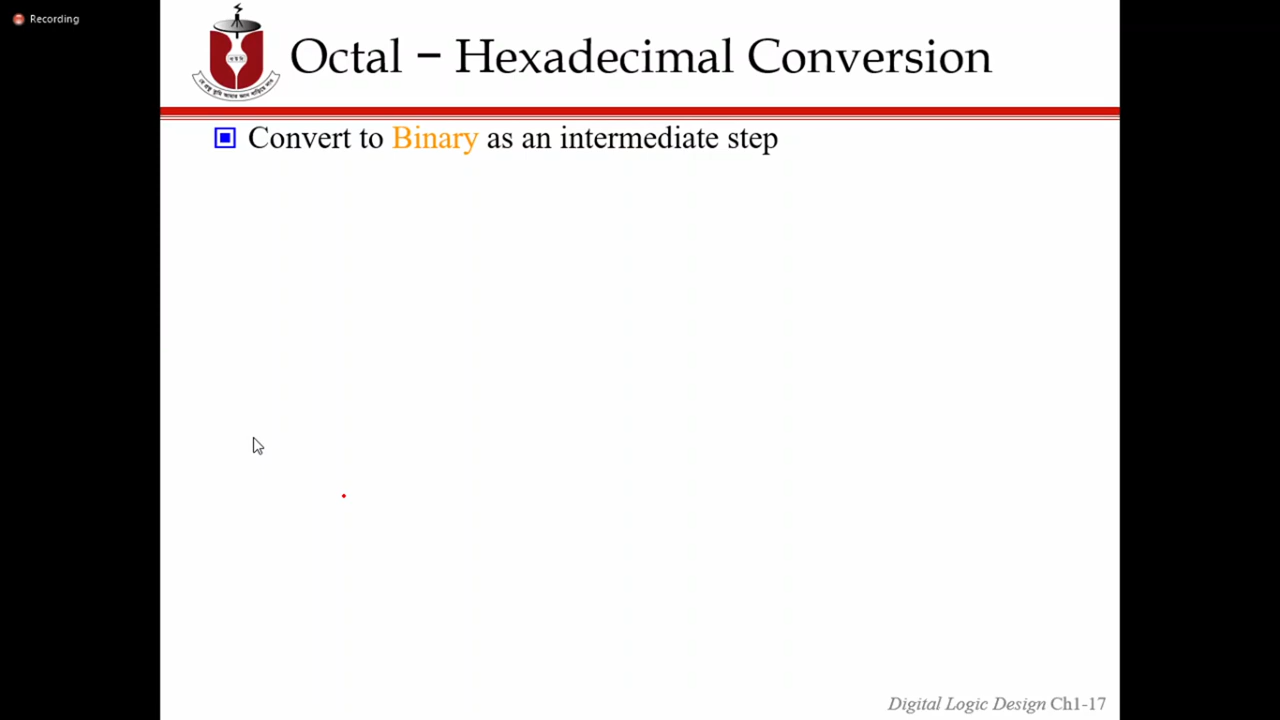 Recording
Octal − Hexadecimal Conversion
Convert to Binary as an intermediate step
Digital Logic Design Ch1-17